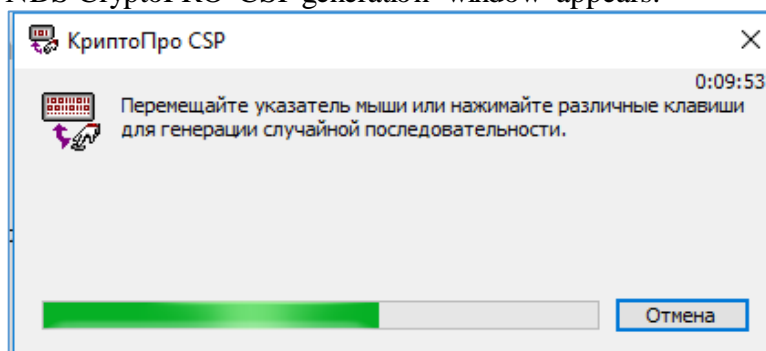 NDS CryptoPRO CSP generation window appears.
КриптоПро CSP
0:09:53
Перемещайте указатель мыши или нажимайте различные клавиши
для генерации случайной последовательности.
Отмена